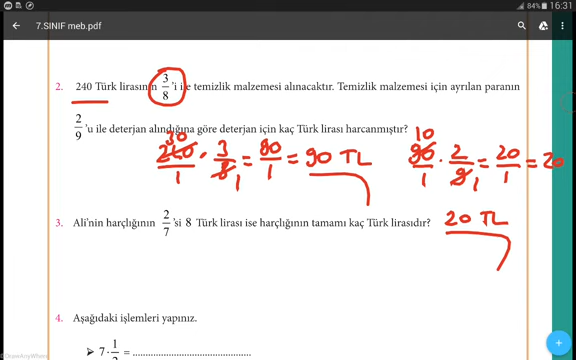 84% 16:31
7.SINIF meb.pdf
2. 240 Türk lirasının 3/8 'i ile temizlik malzemesi alınacaktır. Temizlik malzemesi için ayrılan paranın
2/9 'u ile deterjan alındığına göre deterjan için kaç Türk lirası harcanmıştır?
30 10
240/1 · 3/8 1 = 90/1 = 90 TL 90/1 · 2/9 1 = 20/1 = 20
3. Ali'nin harçlığının 2/7 'si 8 Türk lirası ise harçlığının tamamı kaç Türk lirasıdır? 20 TL
4. Aşağıdaki işlemleri yapınız.
➢ 7 · 1/2 = ........................................
DrawAnyWhere